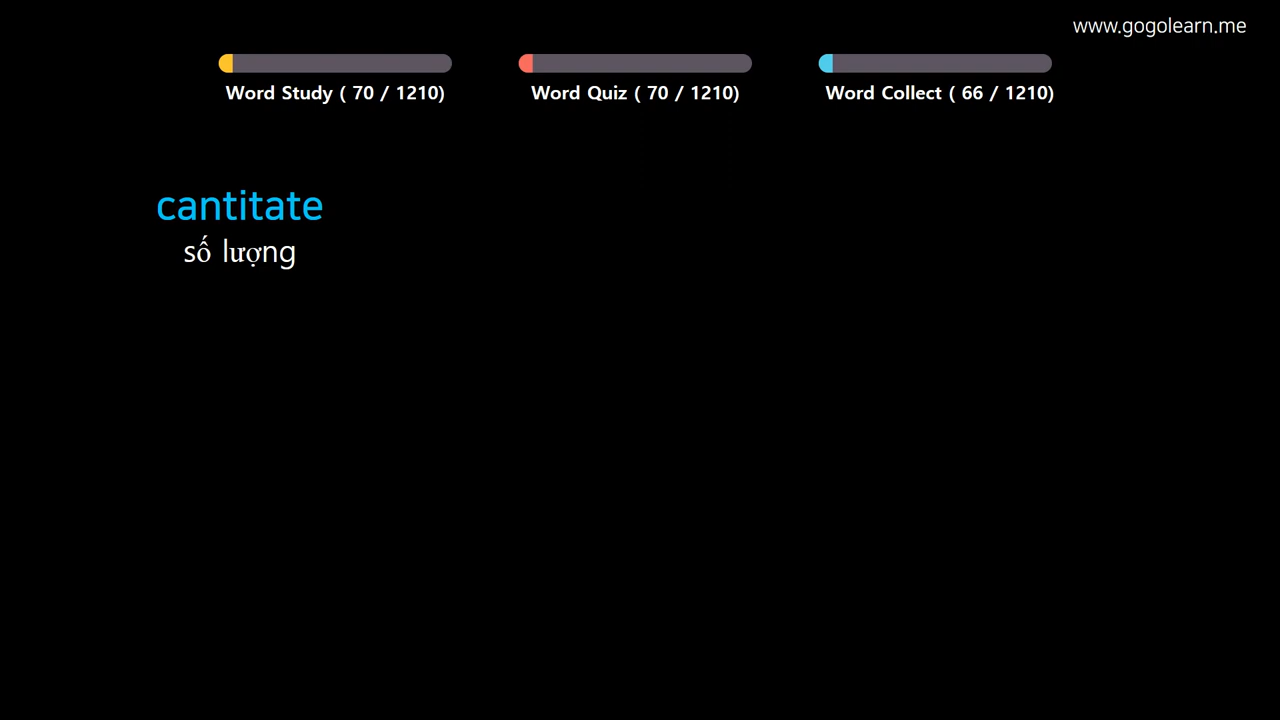 www.gogolearn.me
Word Study ( 70 / 1210)
Word Quiz ( 70 / 1210)
Word Collect ( 66 / 1210)
cantitate
số lượng